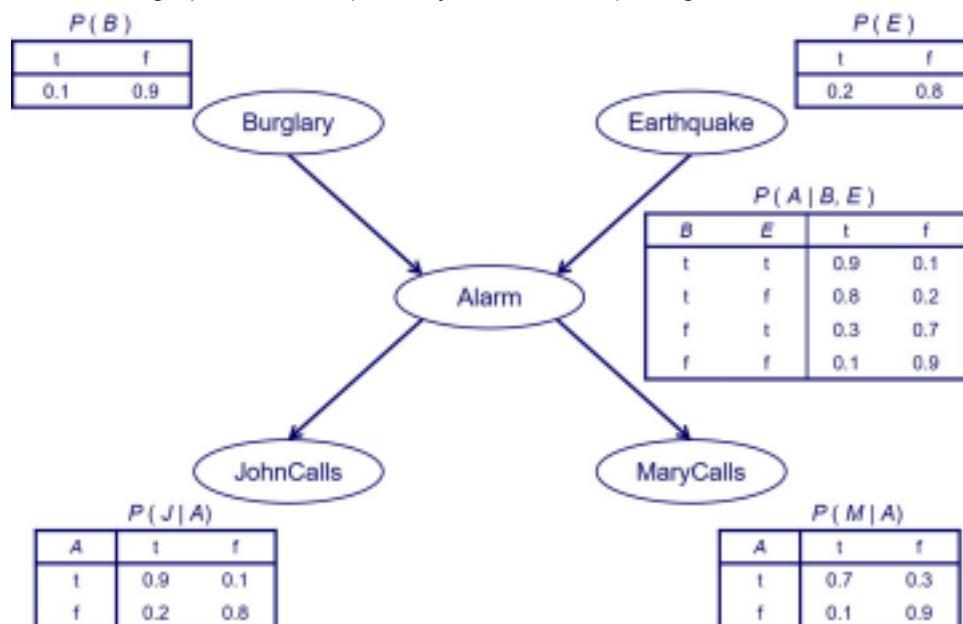 P ( B )
t f
0.1 0.9
P ( E )
t f
0.2 0.8
Burglary
Earthquake
P ( A | B, E )
B E t f
t t 0.9 0.1
t f 0.8 0.2
f t 0.3 0.7
f f 0.1 0.9
Alarm
JohnCalls
MaryCalls
P ( J | A)
A t f
t 0.9 0.1
f 0.2 0.8
P ( M | A)
A t f
t 0.7 0.3
f 0.1 0.9